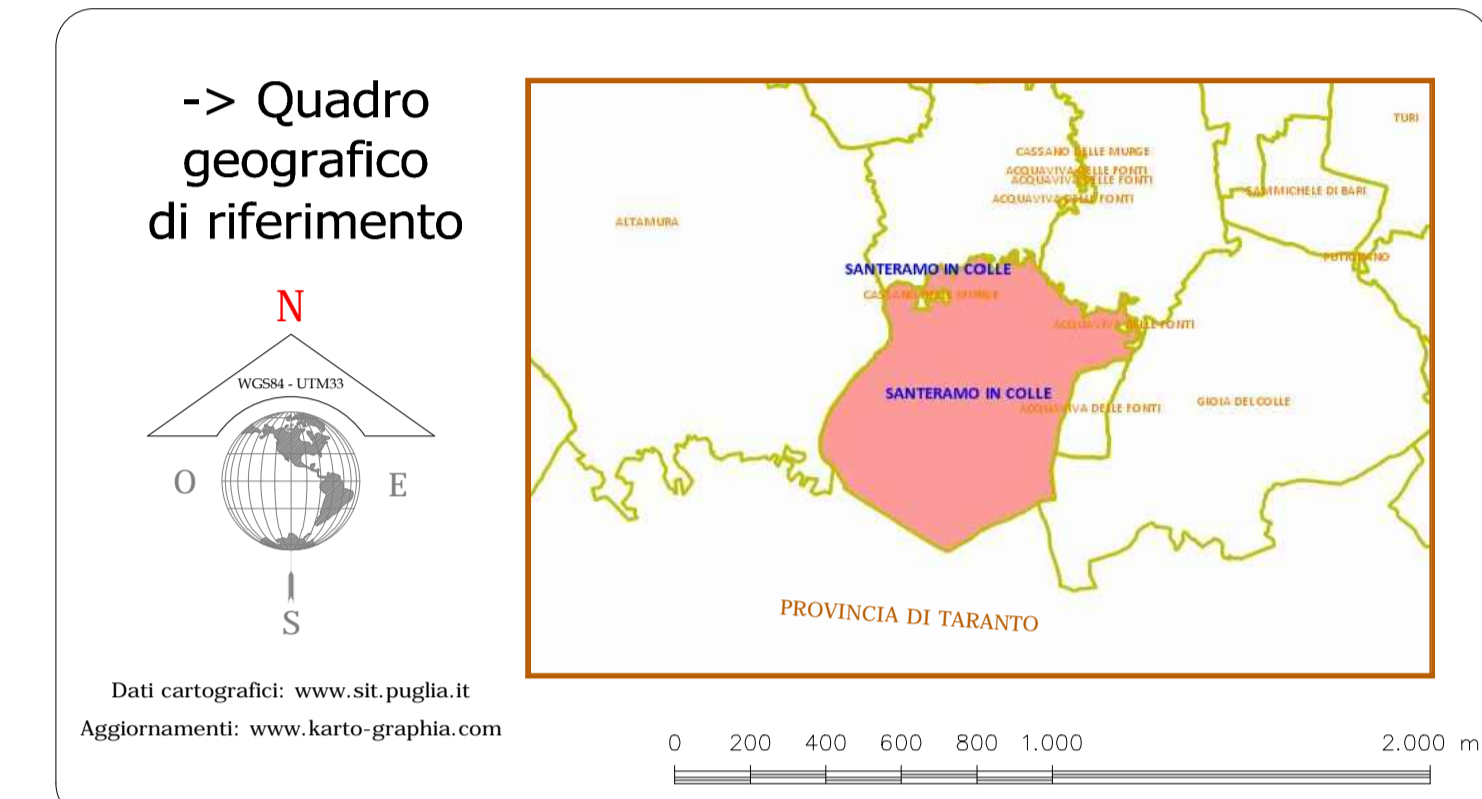 -> Quadro
geografico
di riferimento
N
WGS84 - UTM33
O
E
S
Dati cartografici: www.sit.puglia.it
Aggiornamenti: www.karto-graphia.com
TURI
CASSANO DELLE MURGE
ACQUAVIVA DELLE FONTI
ACQUAVIVA DELLE FONTI
ACQUAVIVA DELLE FONTI
SAMMICHELE DI BARI
ALTAMURA
PUTIGNANO
SANTERAMO IN COLLE
CASSANO DELLE MURGE
ACQUAVIVA DELLE FONTI
SANTERAMO IN COLLE
ACQUAVIVA DELLE FONTI
GIOIA DEL COLLE
PROVINCIA DI TARANTO
0 200 400 600 800 1.000 2.000 m